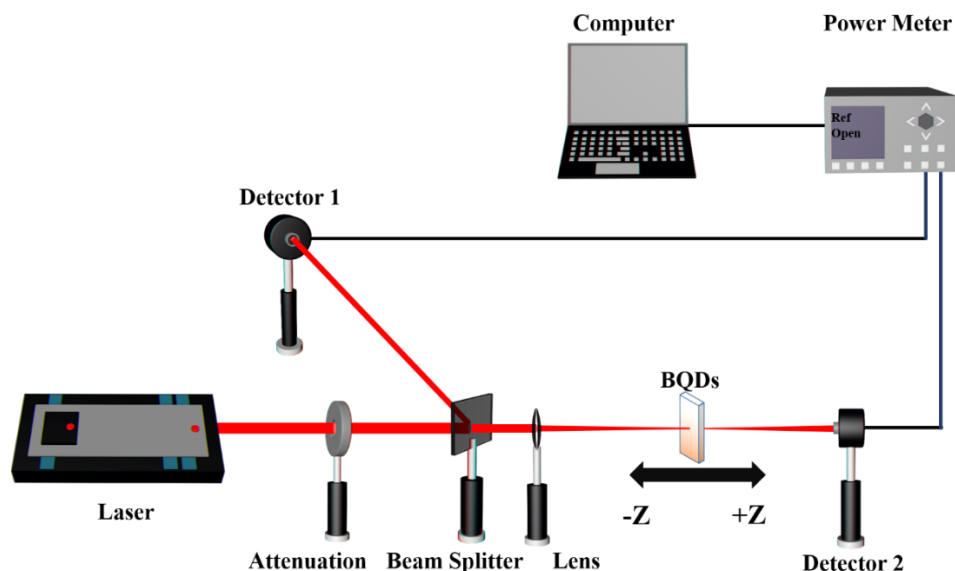 Computer
Power Meter
Ref
Open
Detector 1
BQDs
-Z
+Z
Laser
Attenuation
Beam Splitter
Lens
Detector 2